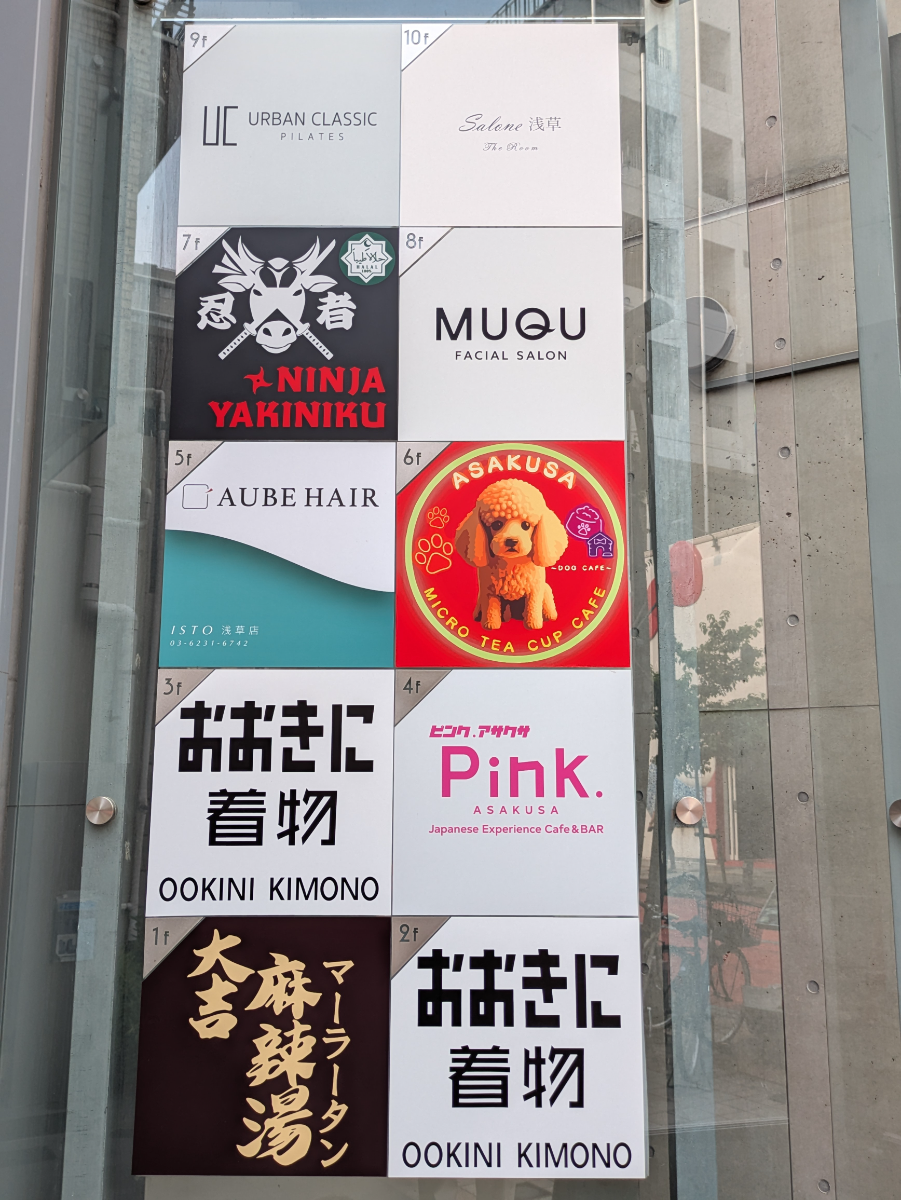 9f
UC URBAN CLASSIC
PILATES
10f
Salone 浅草
The Room
7f
忍者
HALAL
NINJA
YAKINIKU
8f
MUQU
FACIAL SALON
5f
AUBE HAIR
ISTO 浅草店
03-6231-6742
6f
ASAKUSA
~DOG CAFE~
MICRO TEA CUP CAFE
3f
おおきに
着物
OOKINI KIMONO
4f
ピンク.アサクサ
Pink.
ASAKUSA
Japanese Experience Cafe&BAR
1f
大吉
麻辣湯
マーラータン
2f
おおきに
着物
OOKINI KIMONO